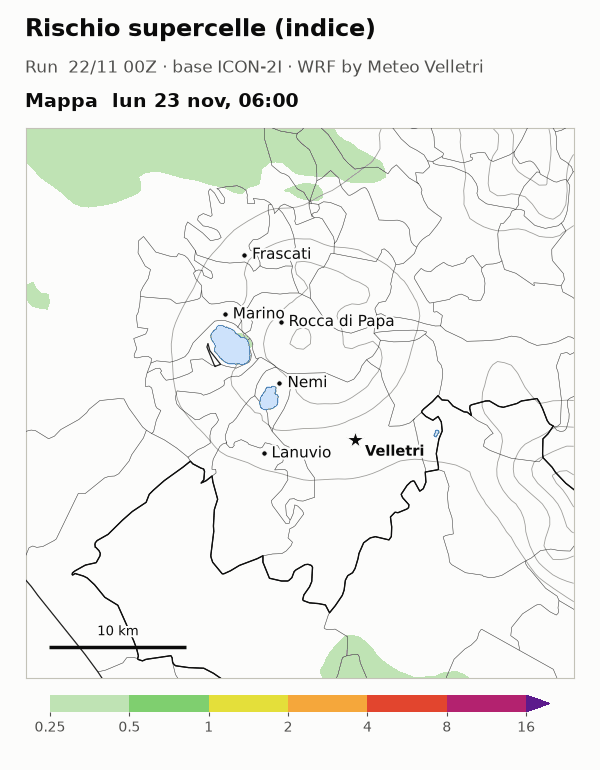 Rischio supercelle (indice)
Run  22/11 00Z · base ICON-2I · WRF by Meteo Velletri
Mappa  lun 23 nov, 06:00
Frascati
Marino
Rocca di Papa
Nemi
Velletri
Lanuvio
10 km
0.25 0.5 1 2 4 8 16